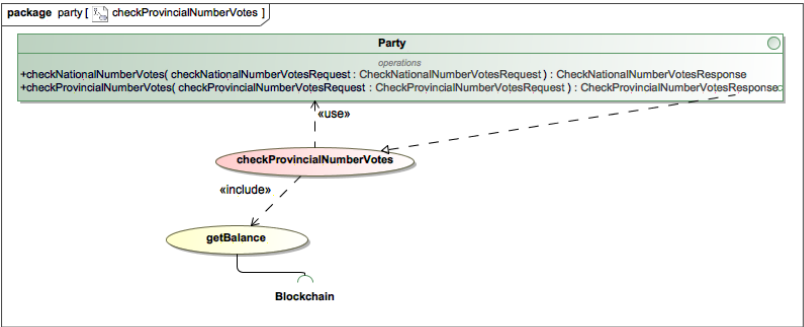 package party [ checkProvincialNumberVotes ]
Party
operations
+checkNationalNumberVotes( checkNationalNumberVotesRequest : CheckNationalNumberVotesRequest ) : CheckNationalNumberVotesResponse
+checkProvincialNumberVotes( checkProvincialNumberVotesRequest : CheckProvincialNumberVotesRequest ) : CheckProvincialNumberVotesResponse
«use»
checkProvincialNumberVotes
«include»
getBalance
Blockchain